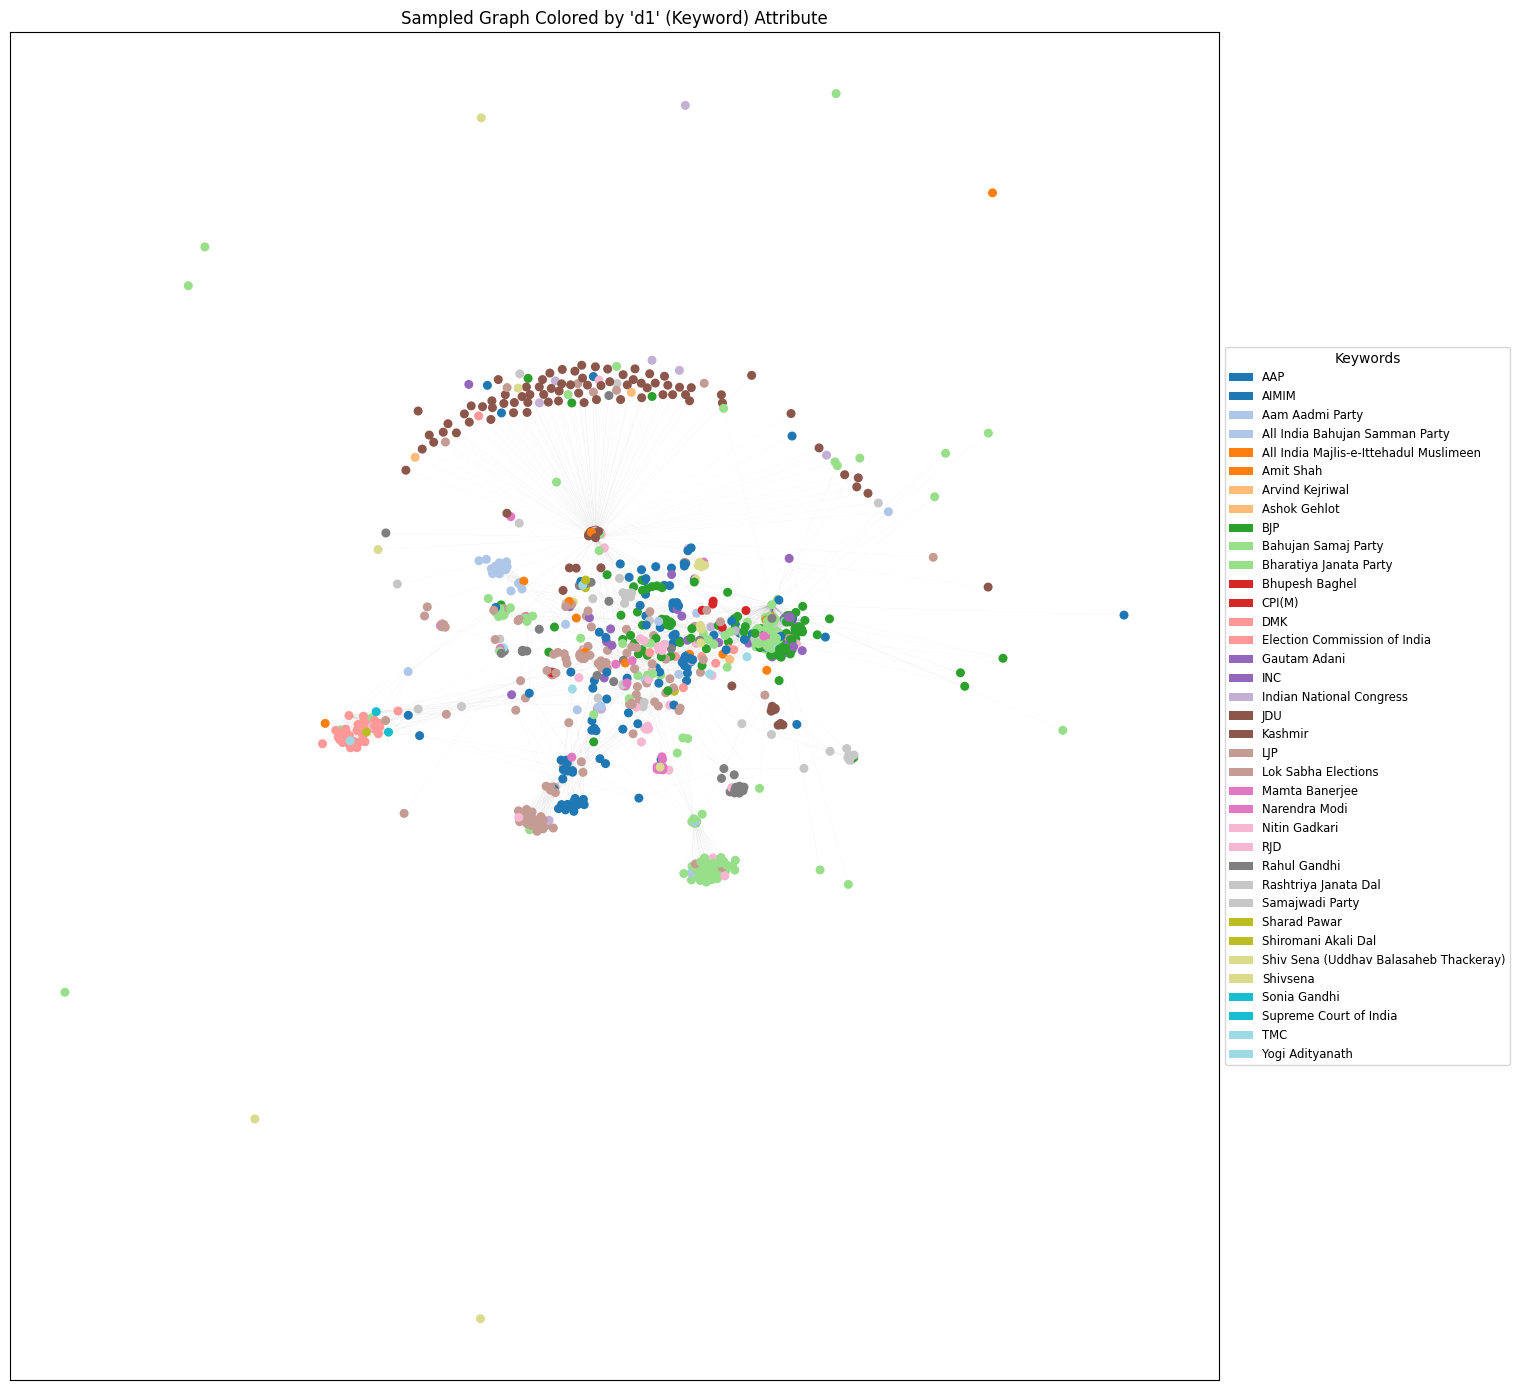 Sampled Graph Colored by 'd1' (Keyword) Attribute
Keywords
AAP
AIMIM
Aam Aadmi Party
All India Bahujan Samman Party
All India Majlis-e-Ittehadul Muslimeen
Amit Shah
Arvind Kejriwal
Ashok Gehlot
BJP
Bahujan Samaj Party
Bharatiya Janata Party
Bhupesh Baghel
CPI(M)
DMK
Election Commission of India
Gautam Adani
INC
Indian National Congress
JDU
Kashmir
LJP
Lok Sabha Elections
Mamta Banerjee
Narendra Modi
Nitin Gadkari
RJD
Rahul Gandhi
Rashtriya Janata Dal
Samajwadi Party
Sharad Pawar
Shiromani Akali Dal
Shiv Sena (Uddhav Balasaheb Thackeray)
Shivsena
Sonia Gandhi
Supreme Court of India
TMC
Yogi Adityanath